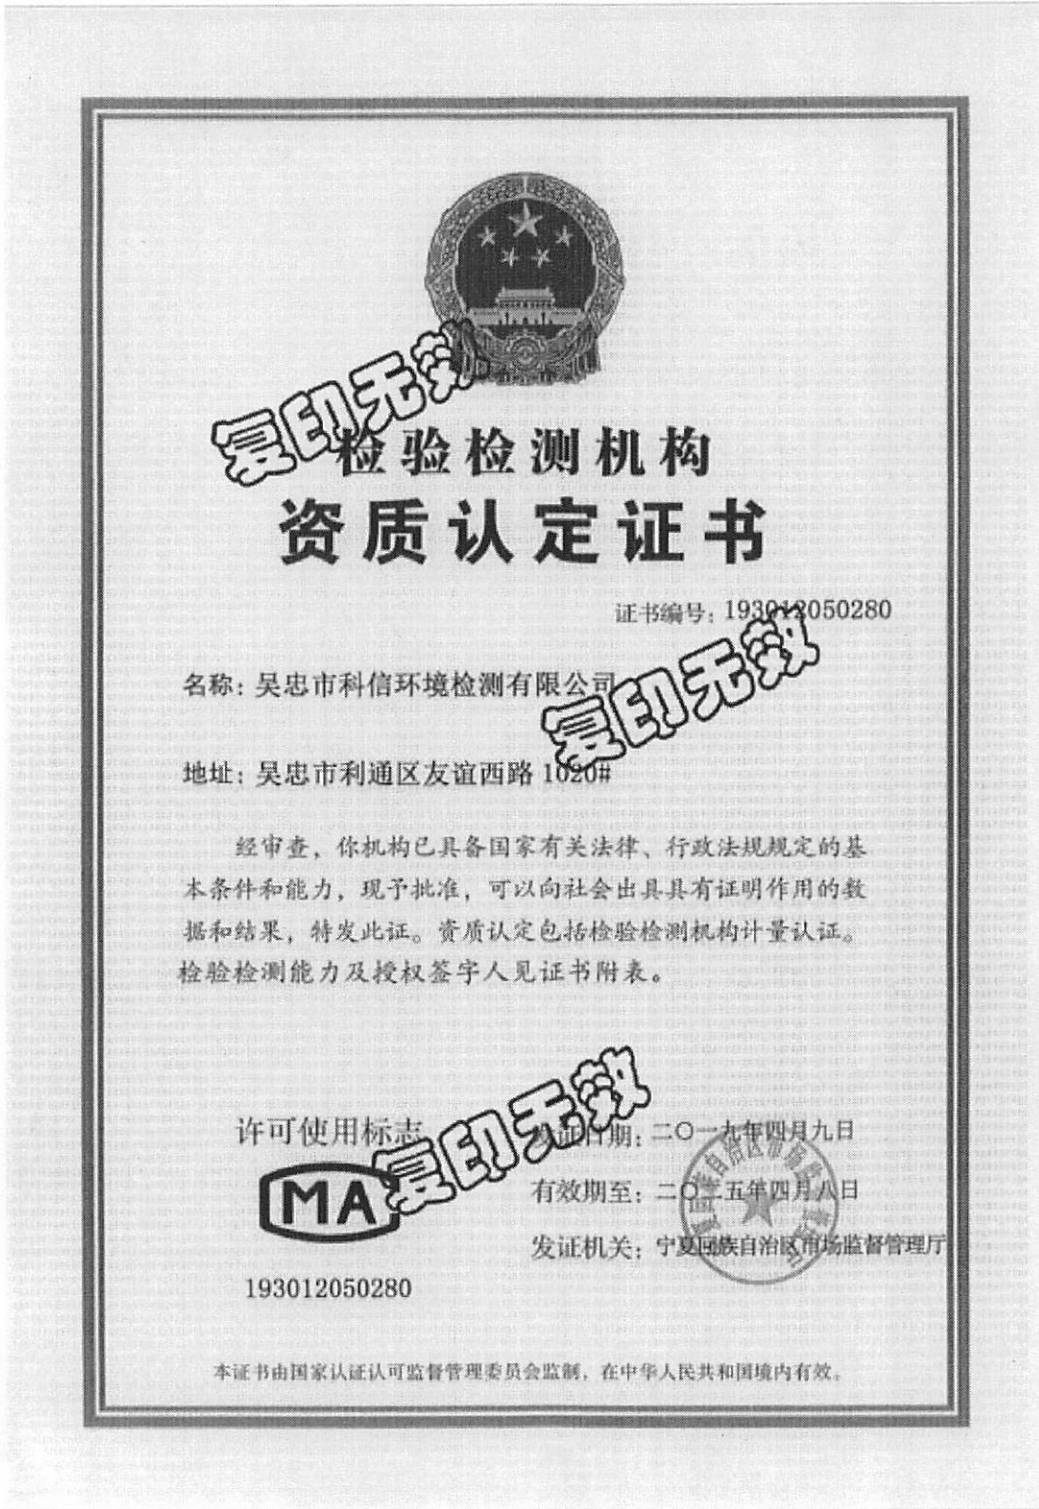 复印无效
检验检测机构
资质认定证书
证书编号：193012050280
名称：吴忠市科信环境检测有限公司
复印无效
地址：吴忠市利通区友谊西路 1020#
经审查，你机构已具备国家有关法律、行政法规规定的基
本条件和能力，现予批准，可以向社会出具具有证明作用的数
据和结果，特发此证。资质认定包括检验检测机构计量认证。
检验检测能力及授权签字人见证书附表。
许可使用标志
复印无效
MA
193012050280
发证日期：二〇一九年四月九日
有效期至：二〇二五年四月八日
发证机关：宁夏回族自治区市场监督管理厅
本证书由国家认证认可监督管理委员会监制，在中华人民共和国境内有效。